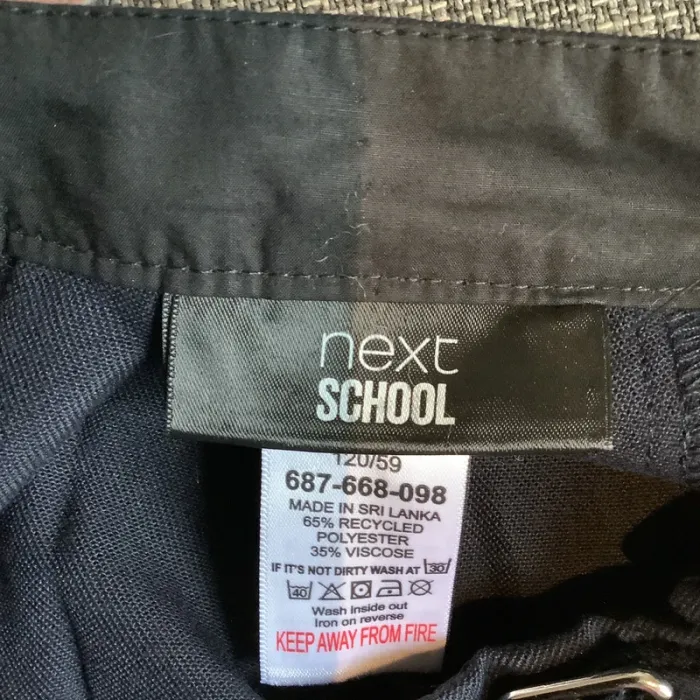 next
SCHOOL
120/59
687-668-098
MADE IN SRI LANKA
65% RECYCLED
POLYESTER
35% VISCOSE
IF IT'S NOT DIRTY WASH AT 30
40
Wash inside out
Iron on reverse
KEEP AWAY FROM FIRE